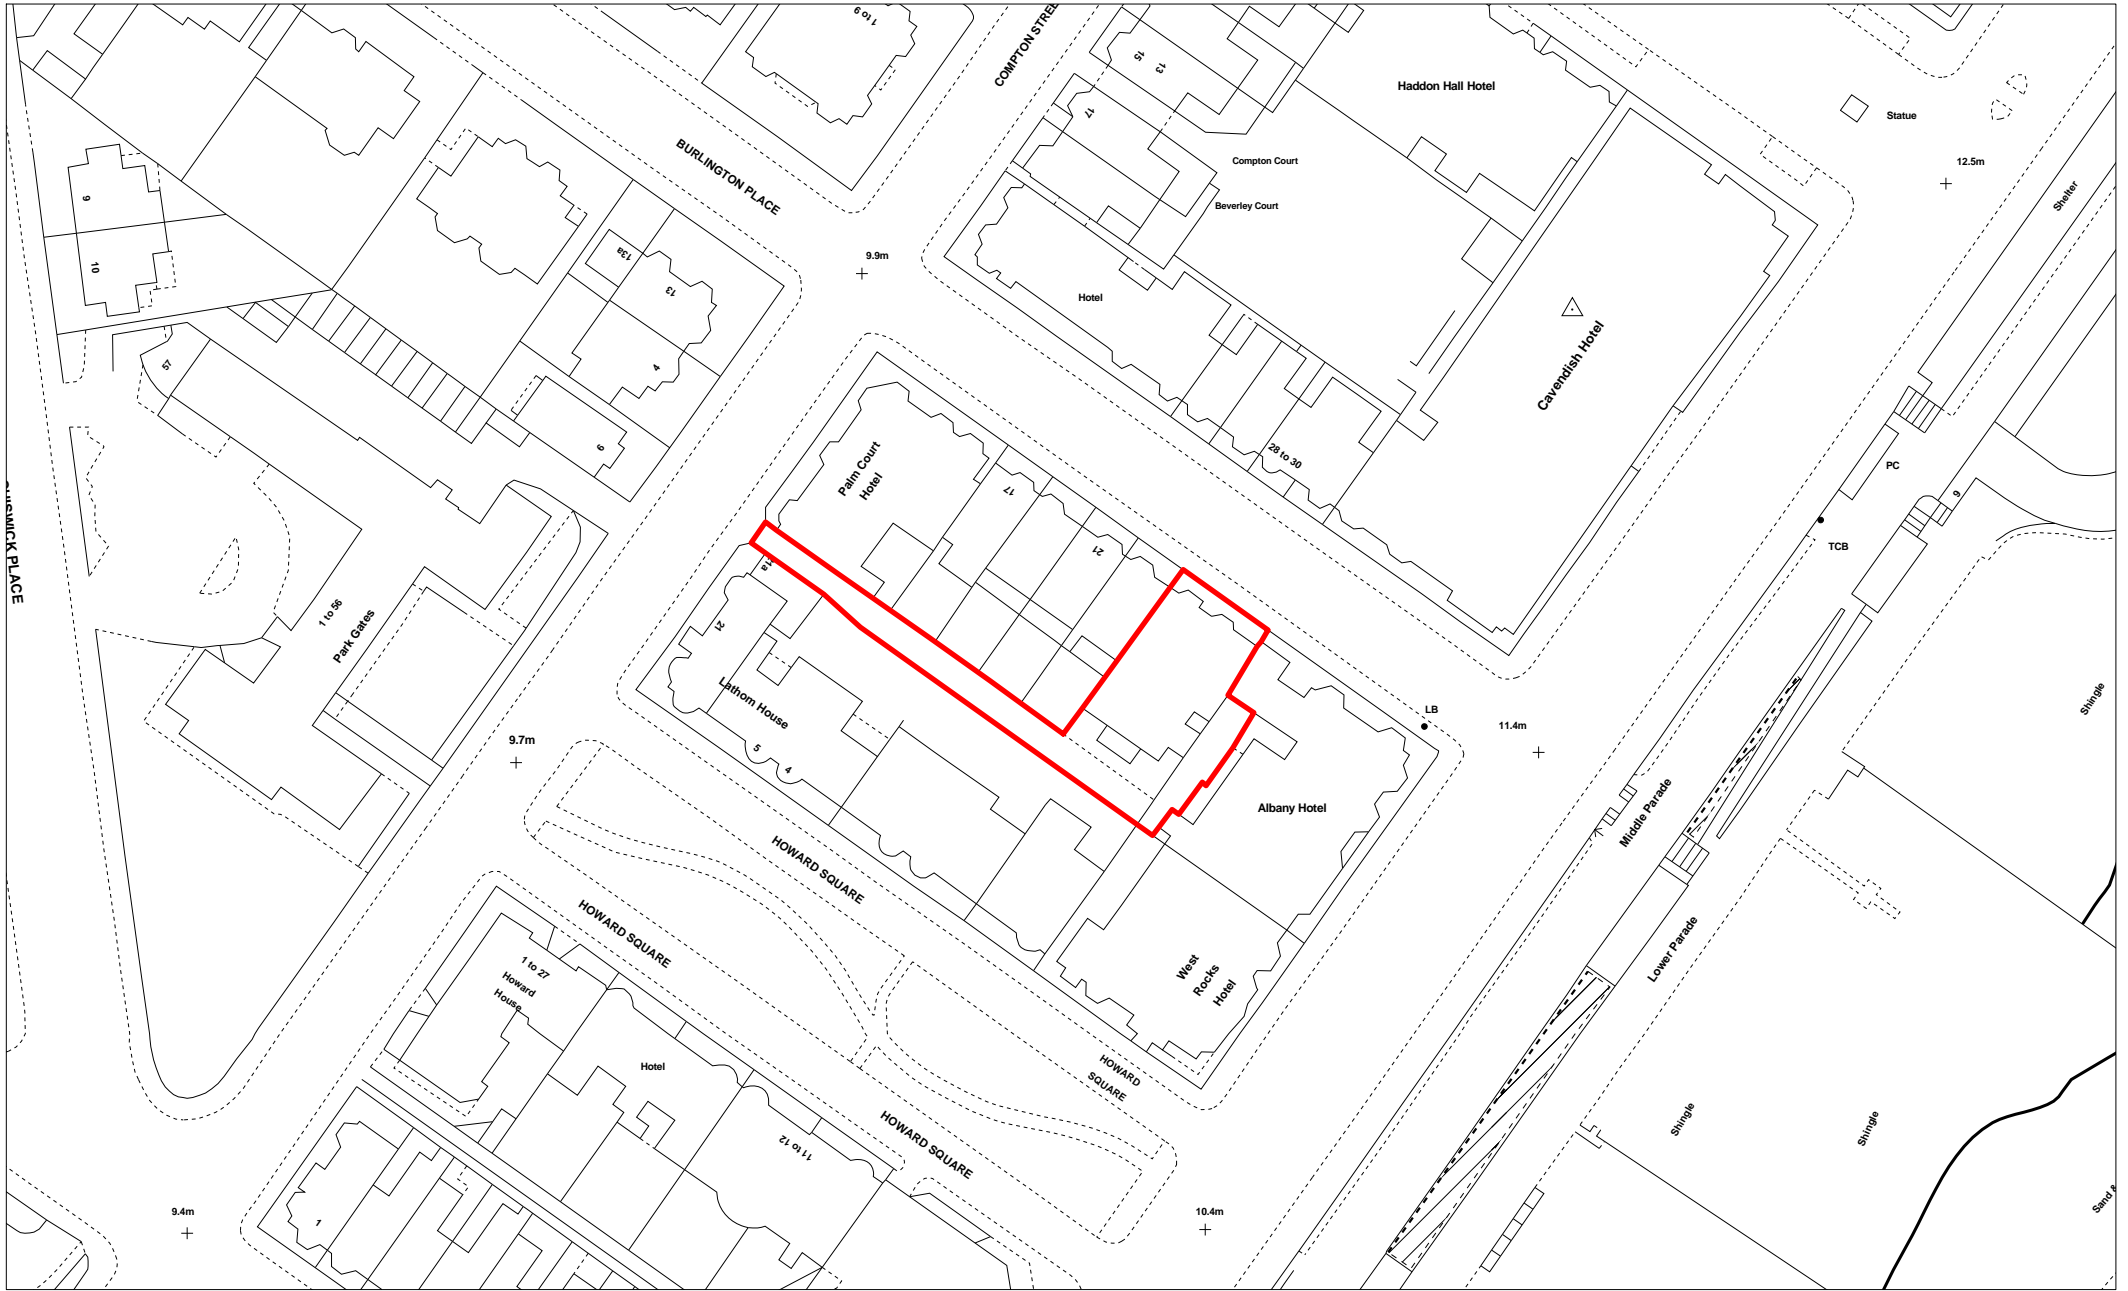 1 to 9
COMPTON STREE
15
13
Haddon Hall Hotel
Statue
17
BURLINGTON PLACE
Compton Court
12.5m
9
Beverley Court
Shelter
10
13a
9.9m
13
Hotel
Cavendish Hotel
57
4
6
28 to 30
Palm Court
Hotel
PC
9
17
21
TCB
1a
1 to 56
Park Gates
21
Lathom House
5
4
LB
11.4m
9.7m
Shingle
Albany Hotel
Middle Parade
HOWARD SQUARE
HOWARD SQUARE
Lower Parade
1 to 27
Howard
House
West
Rocks
Hotel
Hotel
HOWARD
SQUARE
HOWARD SQUARE
11 to 12
Shingle
Shingle
1
9.4m
10.4m
Sand &
WICK PLACE